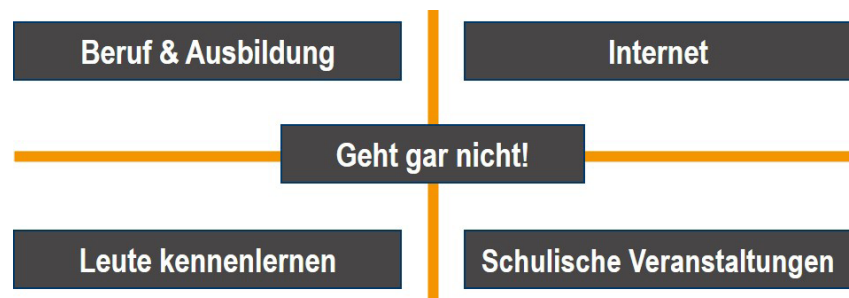 Beruf & Ausbildung
Internet
Geht gar nicht!
Leute kennenlernen
Schulische Veranstaltungen